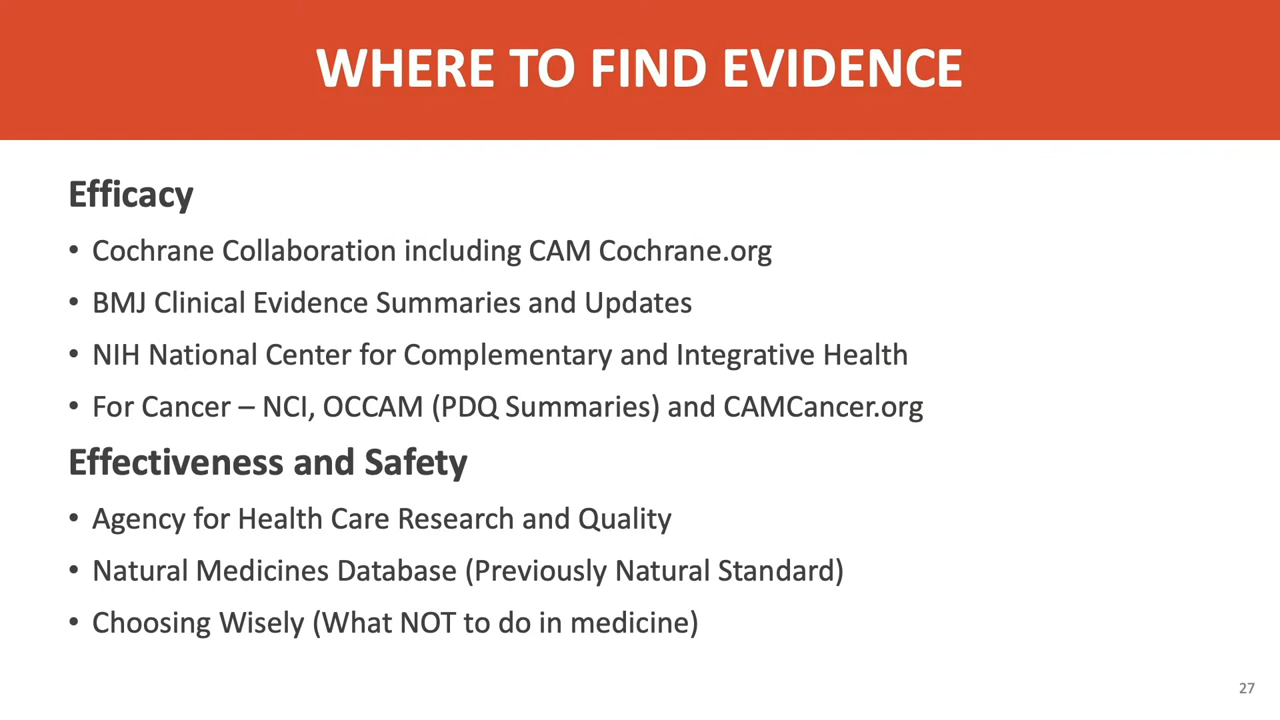 WHERE TO FIND EVIDENCE
Efficacy
• Cochrane Collaboration including CAM Cochrane.org
• BMJ Clinical Evidence Summaries and Updates
• NIH National Center for Complementary and Integrative Health
• For Cancer – NCI, OCCAM (PDQ Summaries) and CAMCancer.org
Effectiveness and Safety
• Agency for Health Care Research and Quality
• Natural Medicines Database (Previously Natural Standard)
• Choosing Wisely (What NOT to do in medicine)
27